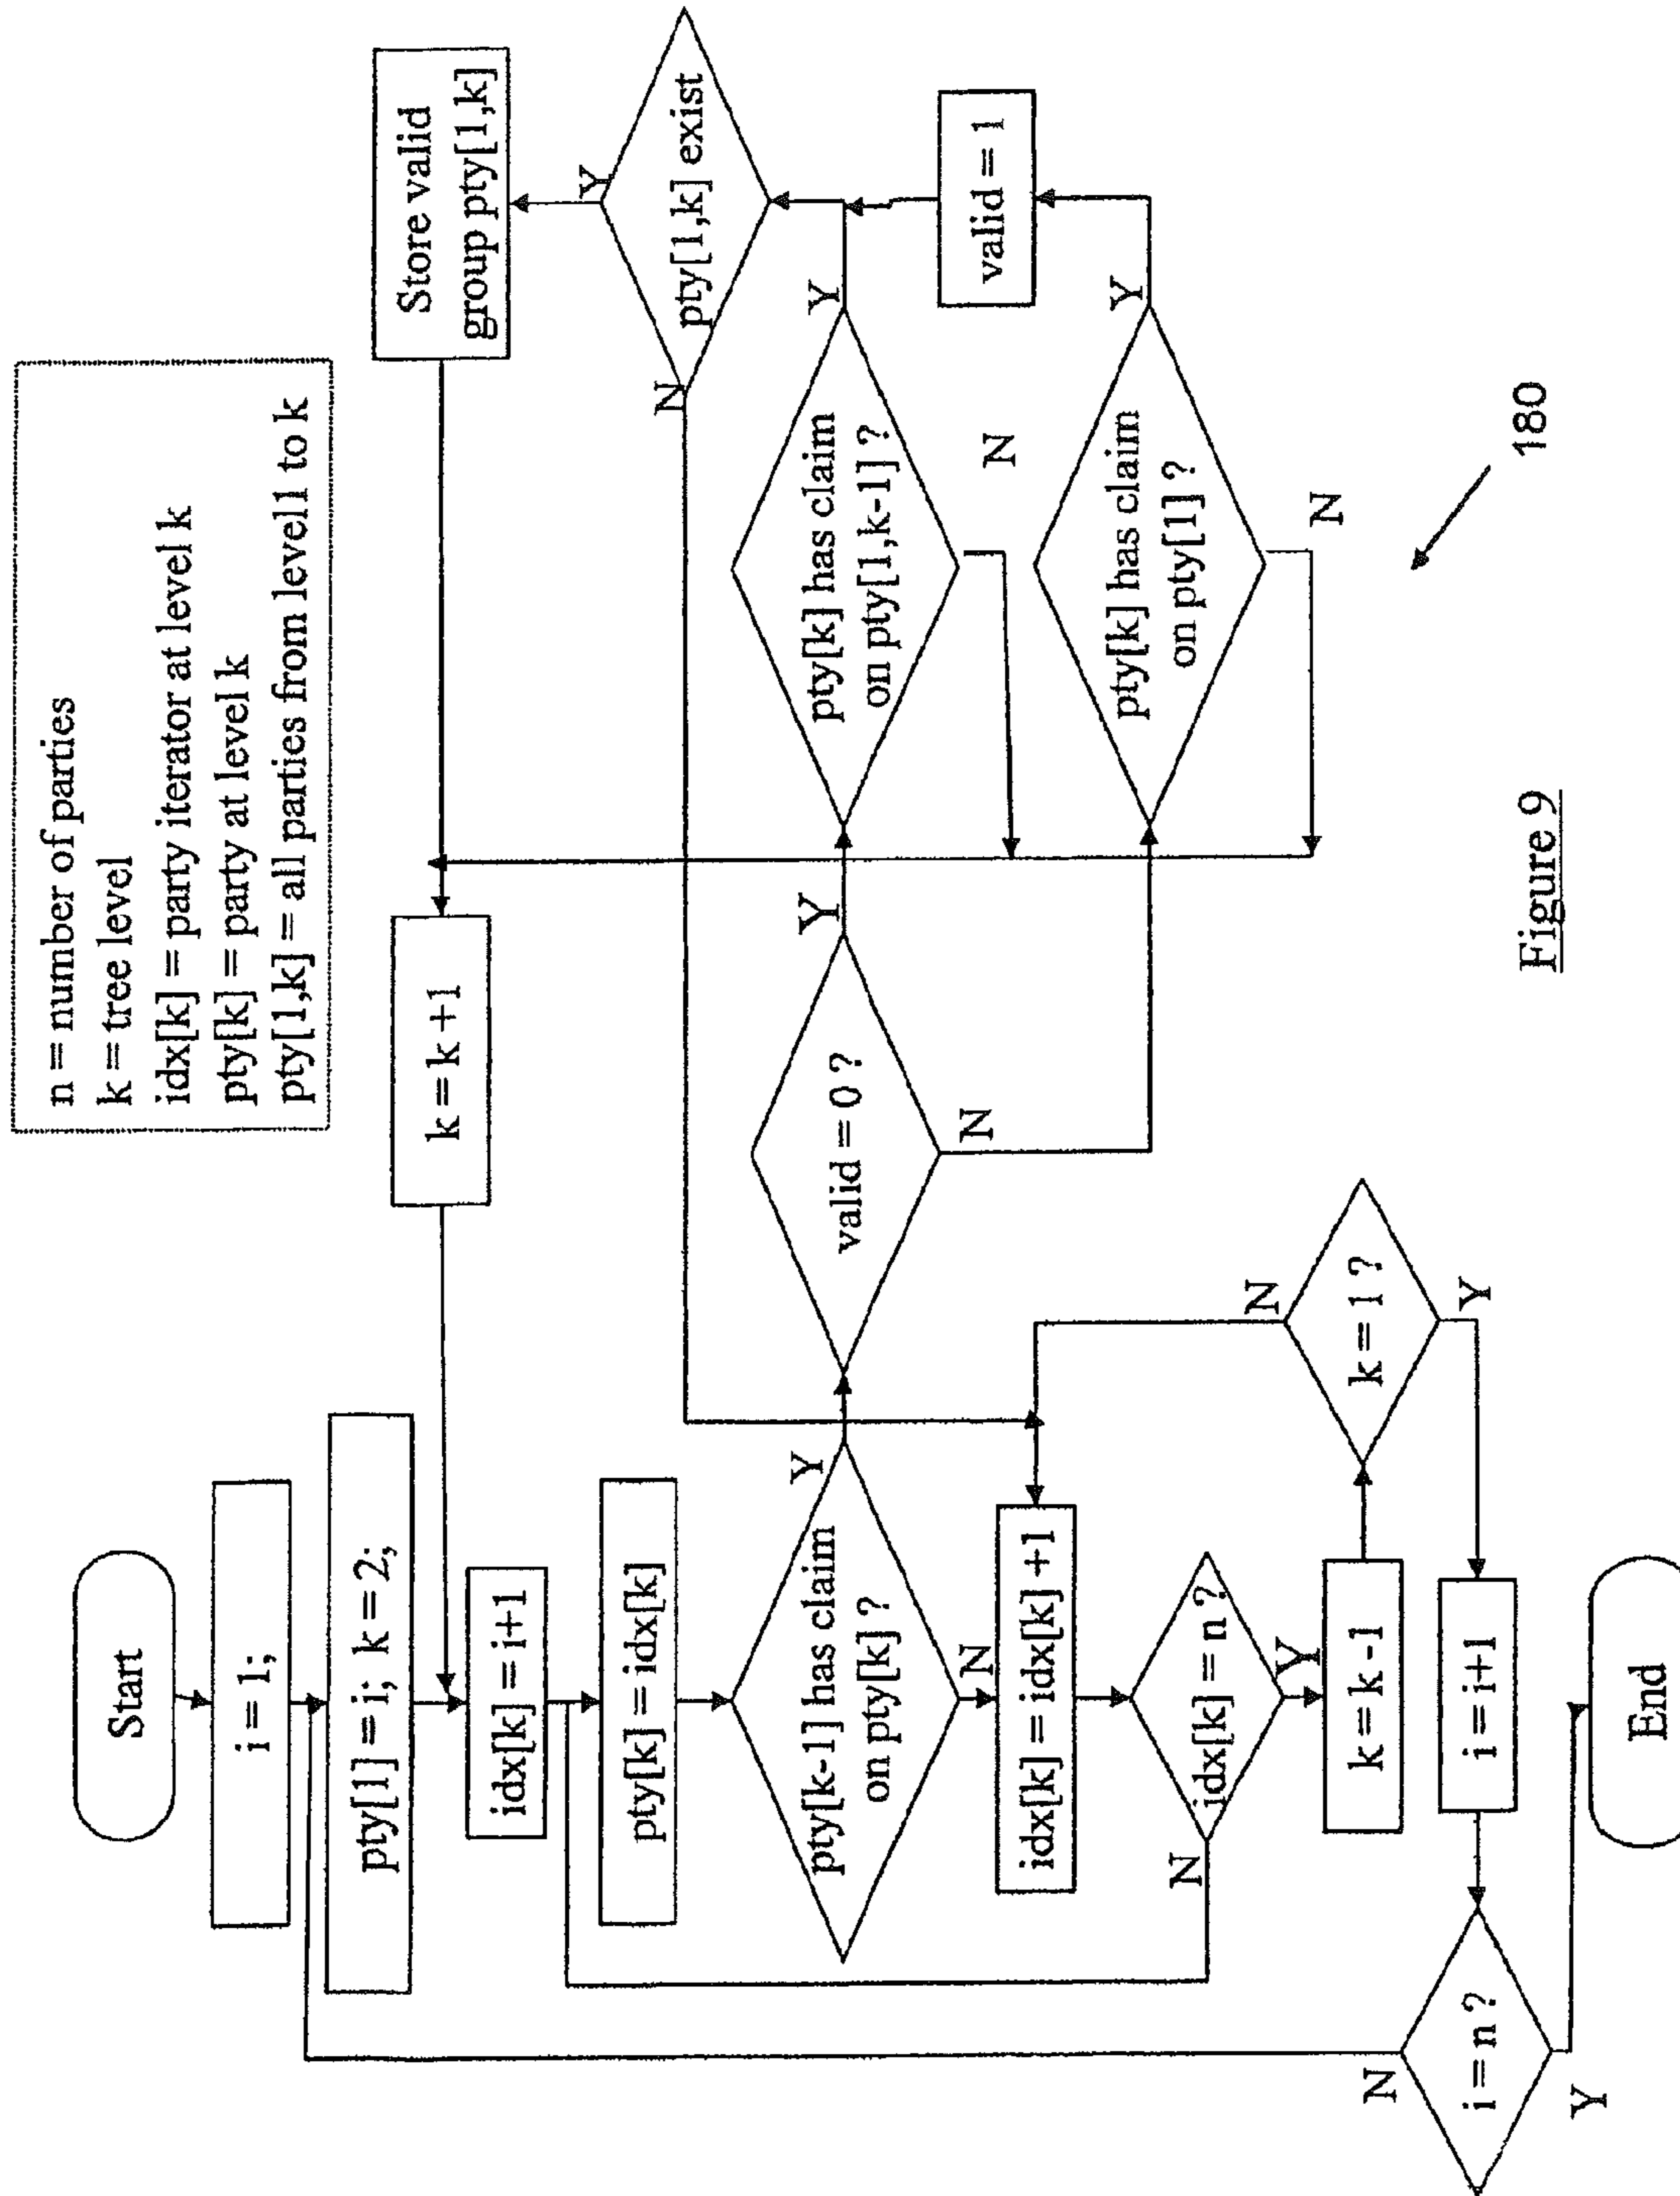 n = number of parties
k = tree level
idx[k] = party iterator at level k
pty[k] = party at level k
pty[1,k] = all parties from level 1 to k
Start
i = 1;
pty[1] = i; k = 2;
idx[k] = i+1
pty[k] = idx[k]
pty[k-1] has claim
on pty[k] ?
Y
N
idx[k] = idx[k] +1
idx[k] = n ?
N
Y
k = k -1
k = 1 ?
N
Y
i = i+1
i = n ?
N
Y
End
k = k +1
valid = 0 ?
Y
N
pty[k] has claim
on pty[1,k-1] ?
Y
N
pty[k] has claim
on pty[1] ?
Y
N
valid = 1
pty[1,k] exist
Y
N
Store valid
group pty[1,k]
180
Figure 9